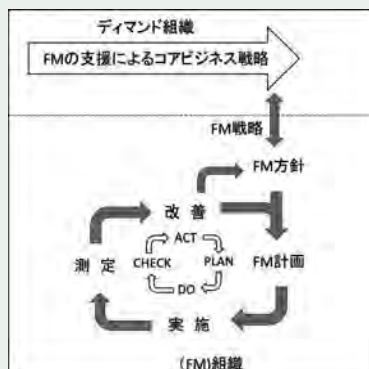 ディマンド組織
FMの支援によるコアビジネス戦略
FM戦略
FM方針
改 善
ACT
測 定
CHECK
PLAN
FM計画
DO
実 施
(FM)組織